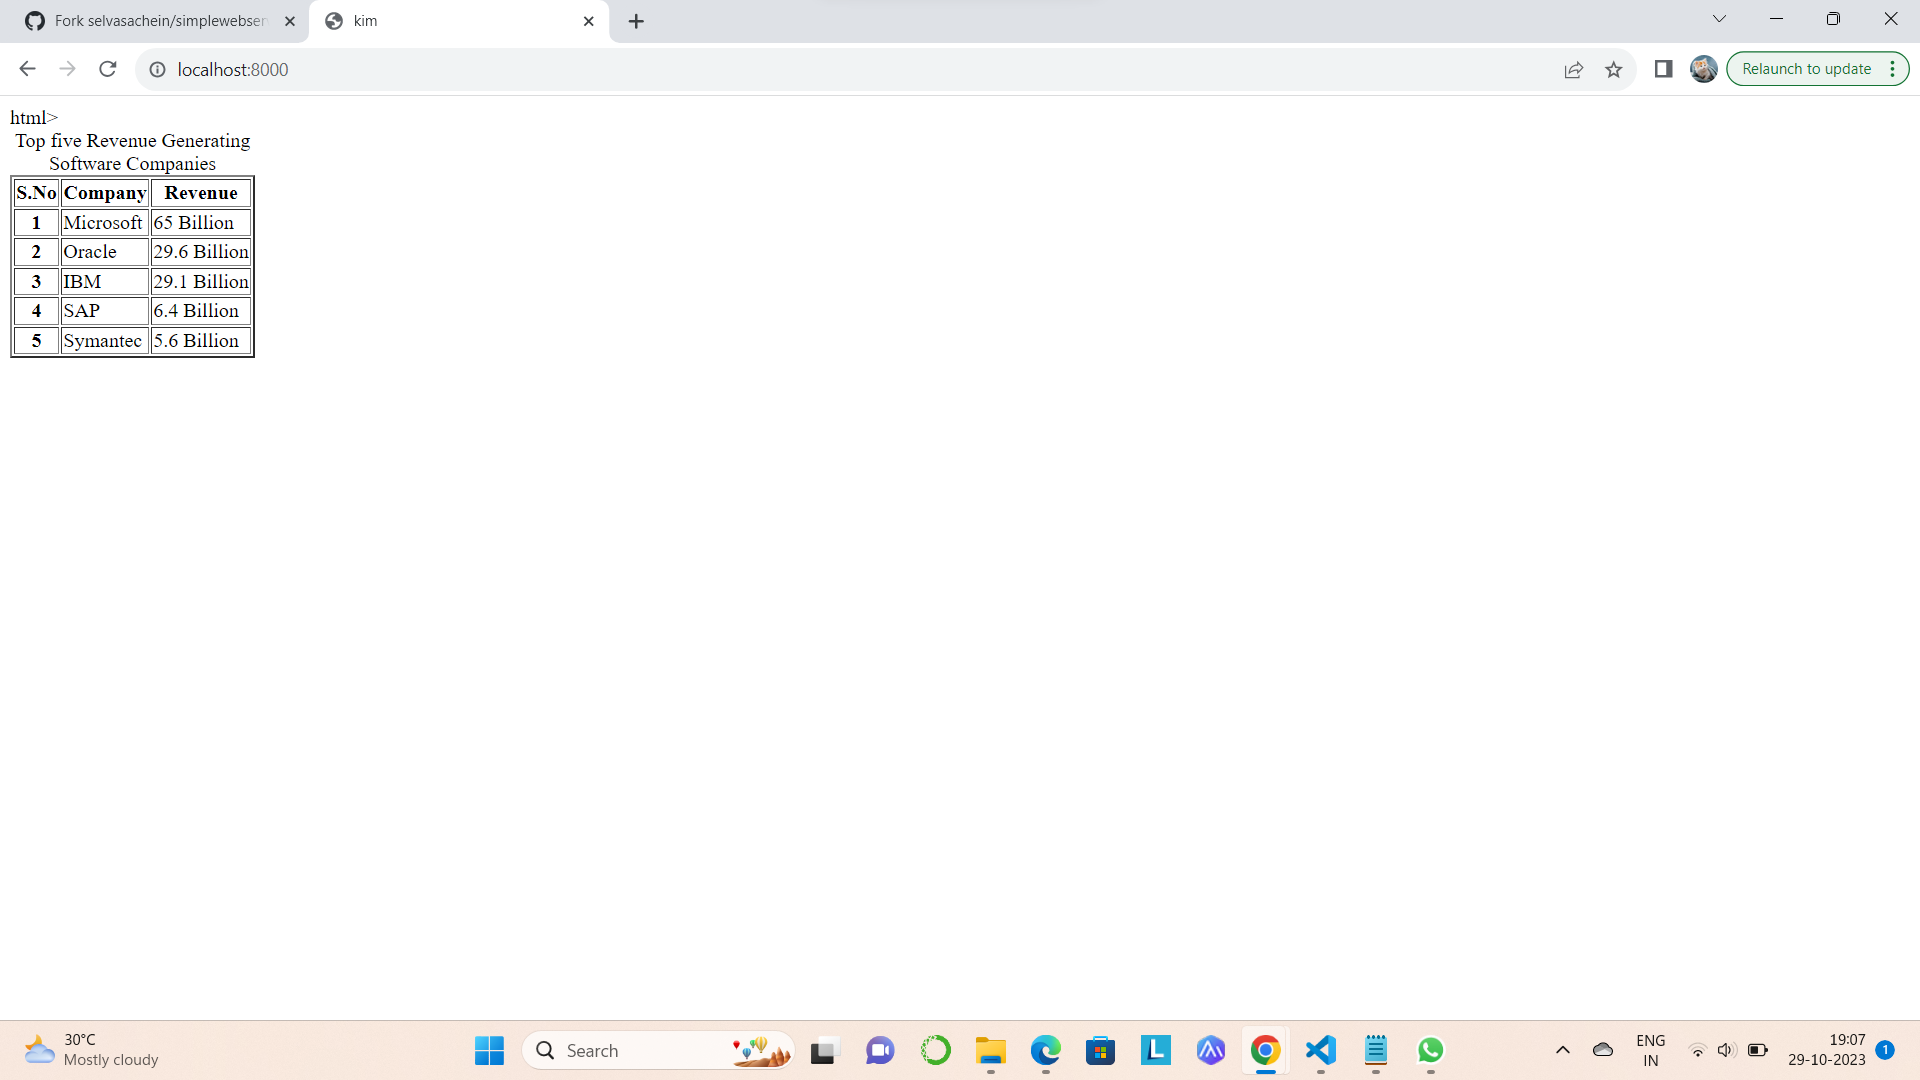 Fork selvasachein/simplewebser
kim
localhost:8000
Relaunch to update
html>
Top five Revenue Generating
Software Companies
S.No Company Revenue
1 Microsoft 65 Billion
2 Oracle 29.6 Billion
3 IBM 29.1 Billion
4 SAP 6.4 Billion
5 Symantec 5.6 Billion
30°C
Mostly cloudy
Search
L
ENG
IN
19:07
29-10-2023
1